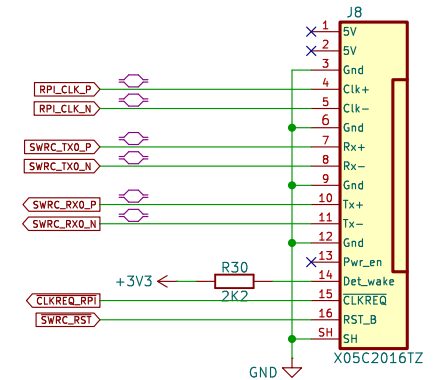 J8
1 5V
2 5V
3 Gnd
RPI_CLK_P 4 Clk+
RPI_CLK_N 5 Clk-
6 Gnd
SWRC_TX0_P 7 Rx+
SWRC_TX0_N 8 Rx-
9 Gnd
SWRC_RX0_P 10 Tx+
SWRC_RX0_N 11 Tx-
12 Gnd
13 Pwr_en
R30
+3V3 14 Det_wake
2K2
CLKREQ_RPI 15 CLKREQ
SWRC_RST 16 RST_B
SH SH
X05C2016TZ
GND